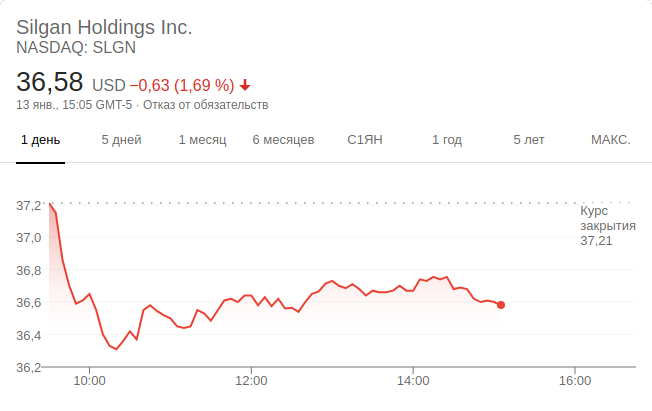 Silgan Holdings Inc.
NASDAQ: SLGN
36,58 USD −0,63 (1,69 %)
13 янв., 15:05 GMT-5 · Отказ от обязательств
1 день 5 дней 1 месяц 6 месяцев С1ЯН 1 год 5 лет МАКС.
37,2
37,0
36,8
36,6
36,4
36,2
Курс
закрытия
37,21
10:00 12:00 14:00 16:00